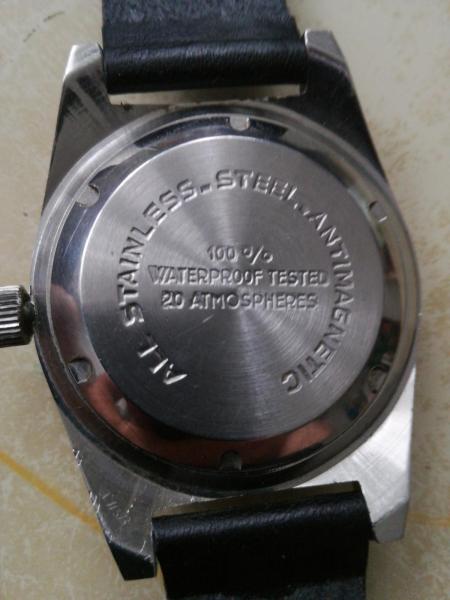 ALL STAINLESS-STEEL-ANTIMAGNETIC
100 %
WATERPROOF TESTED
20 ATMOSPHERES